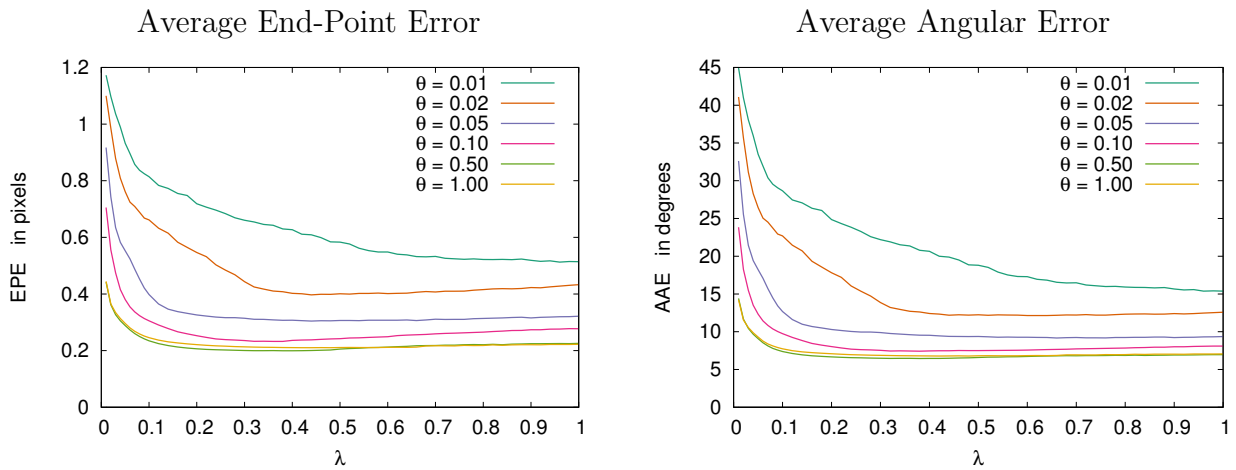 Average End-Point Error
1.2
1
0.8
0.6
0.4
0.2
0
EPE in pixels
θ = 0.01
θ = 0.02
θ = 0.05
θ = 0.10
θ = 0.50
θ = 1.00
0 0.1 0.2 0.3 0.4 0.5 0.6 0.7 0.8 0.9 1
λ
Average Angular Error
45
40
35
30
25
20
15
10
5
0
AAE in degrees
θ = 0.01
θ = 0.02
θ = 0.05
θ = 0.10
θ = 0.50
θ = 1.00
0 0.1 0.2 0.3 0.4 0.5 0.6 0.7 0.8 0.9 1
λ